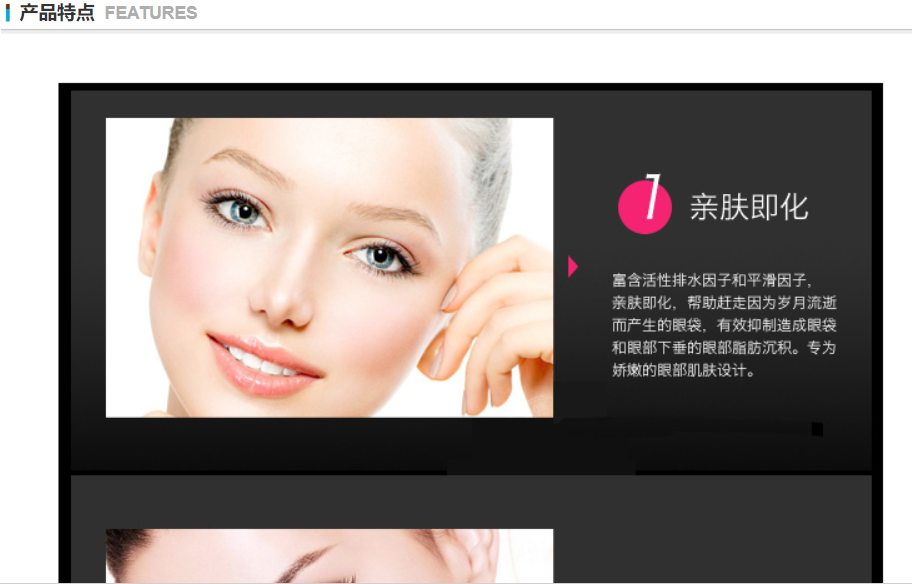 产品特点 FEATURES
1 亲肤即化
富含活性排水因子和平滑因子，
亲肤即化，帮助赶走因为岁月流逝
而产生的眼袋，有效抑制造成眼袋
和眼部下垂的眼部脂肪沉积。专为
娇嫩的眼部肌肤设计。